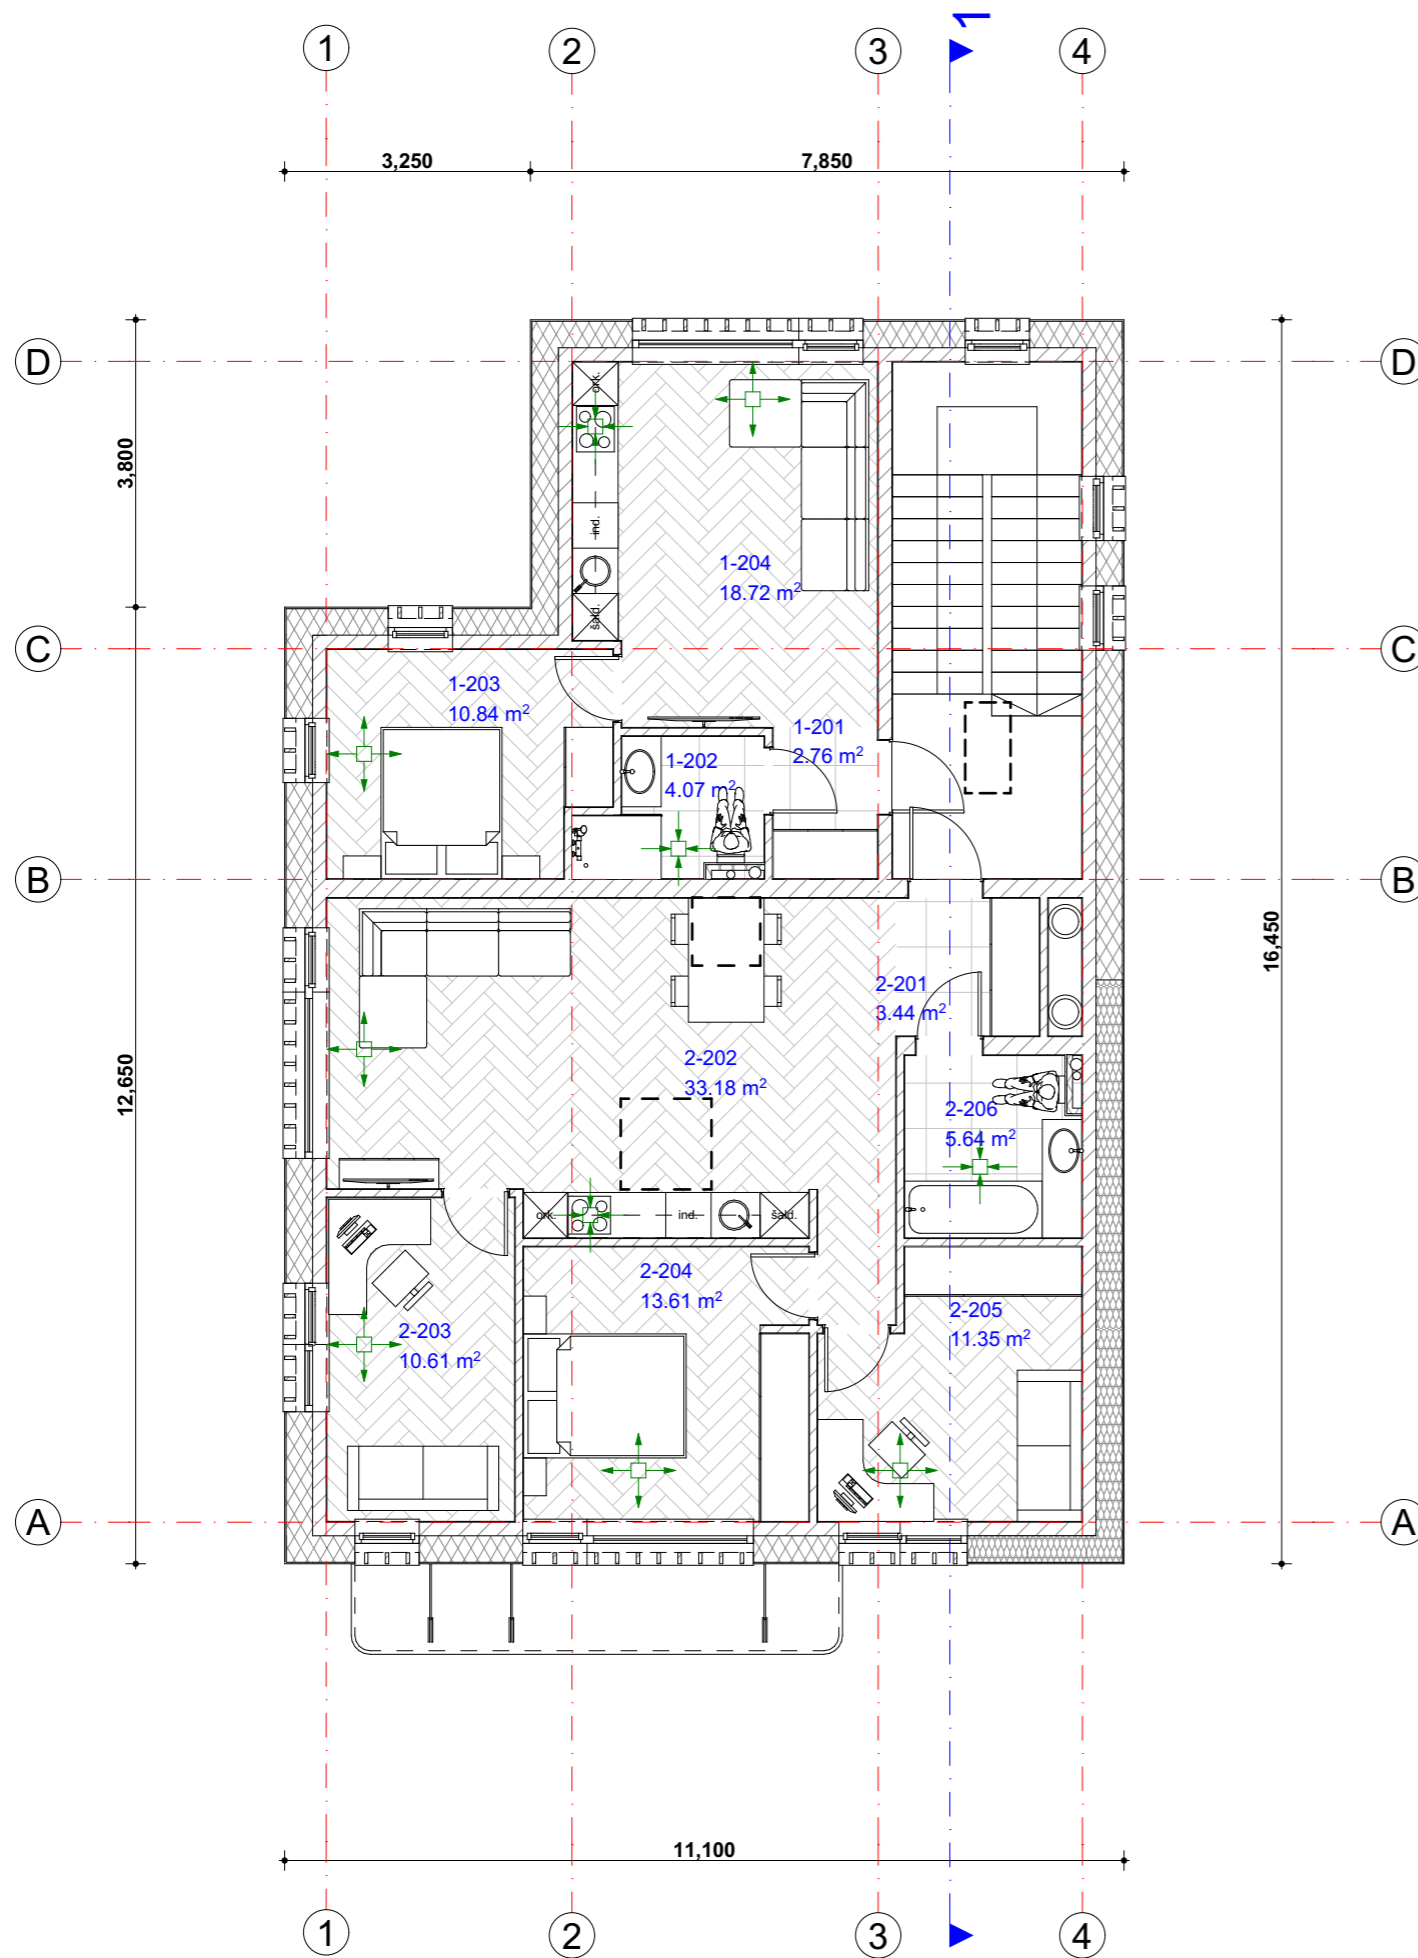 1
1
2
3
4
3,250
7,850
D
D
ork.
3,800
ind.
1-204
18.72 m²
šald.
C
C
1-203
10.84 m²
1-201
2.76 m²
1-202
4.07 m²
B
B
16,450
2-201
3.44 m²
2-202
33.18 m²
12,650
2-206
5.64 m²
ork.
ind.
šald.
2-204
13.61 m²
2-205
11.35 m²
2-203
10.61 m²
A
A
11,100
1
2
3
4